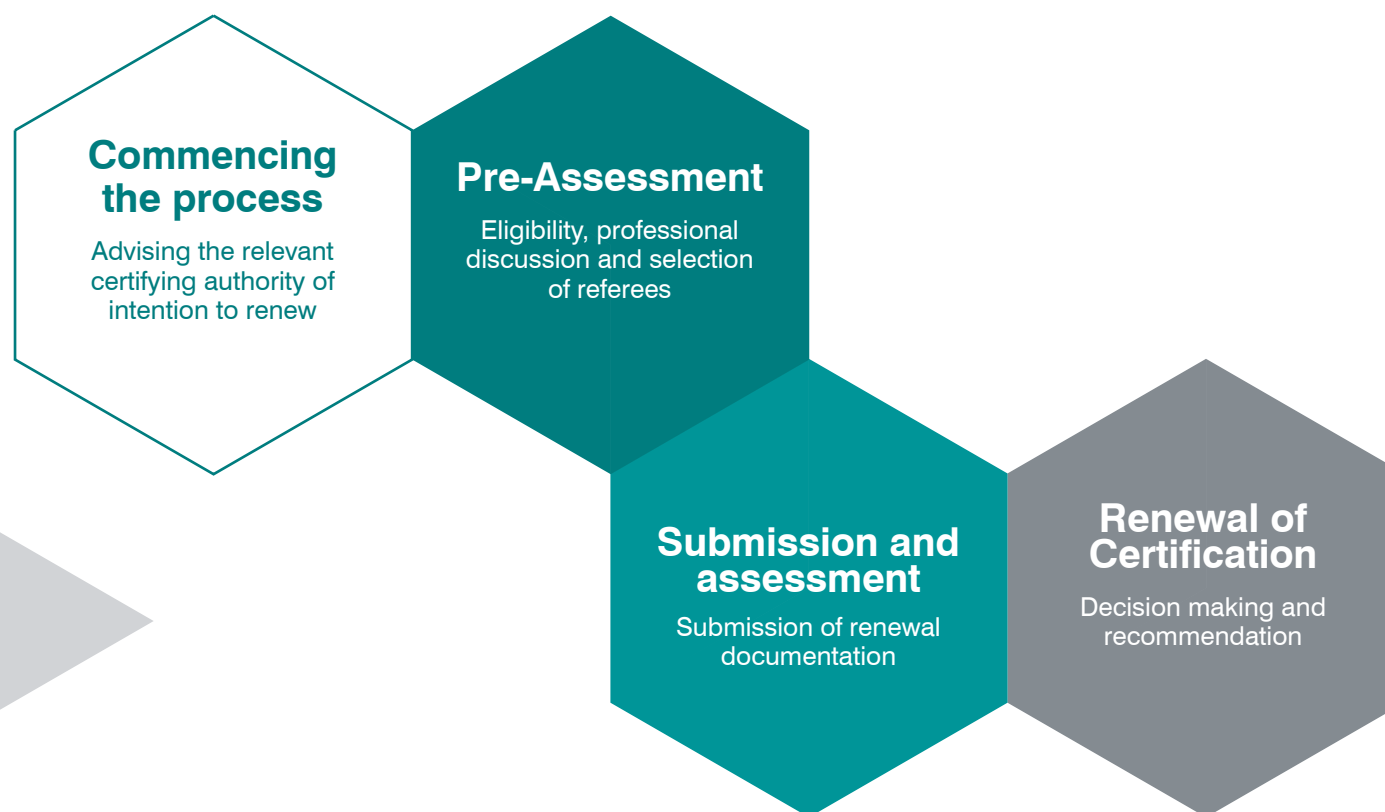 Commencing
the process
Advising the relevant
certifying authority of
intention to renew
Pre-Assessment
Eligibility, professional
discussion and selection
of referees
Submission and
assessment
Submission of renewal
documentation
Renewal of
Certification
Decision making and
recommendation